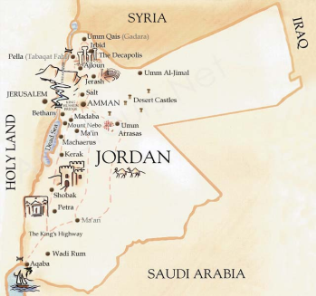 SYRIA
IRAQ
Umm Qais (Gadara)
Irbid
Pella (Tabaqat Fahl)
The Decapolis
Ajloun
Jerash
Umm Al-Jimal
Salt
JERUSALEM
AMMAN
Desert Castles
Bethany
Madaba
Mount Nebo
Umm
Arrasas
Ma'in
Dead Sea
Machaerus
HOLY LAND
Kerak
JORDAN
Shobak
Petra
Ma'an
The King's Highway
Wadi Rum
Aqaba
SAUDI ARABIA